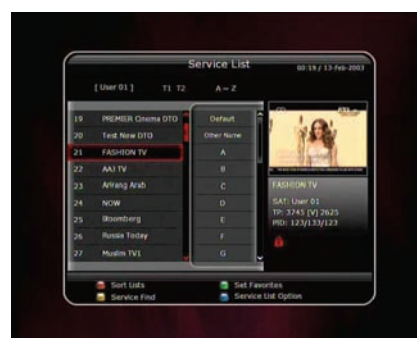 Service List
00:19 / 13-Feb-2003
[ User 01 ] T1 T2 A ~ Z
19 PREMIER Cinema DTO
20 Test New DTO
21 FASHION TV
22 AAJ TV
23 Arirang Arab
24 NOW
25 Bloomberg
26 Russia Today
27 Muslim TV1
Default
Other Name
A
B
C
D
E
F
G
FASHION TV
SAT: User 01
TP: 3745 [V] 2625
PID: 123/133/123
Sort Lists
Set Favorites
Service Find
Service List Option